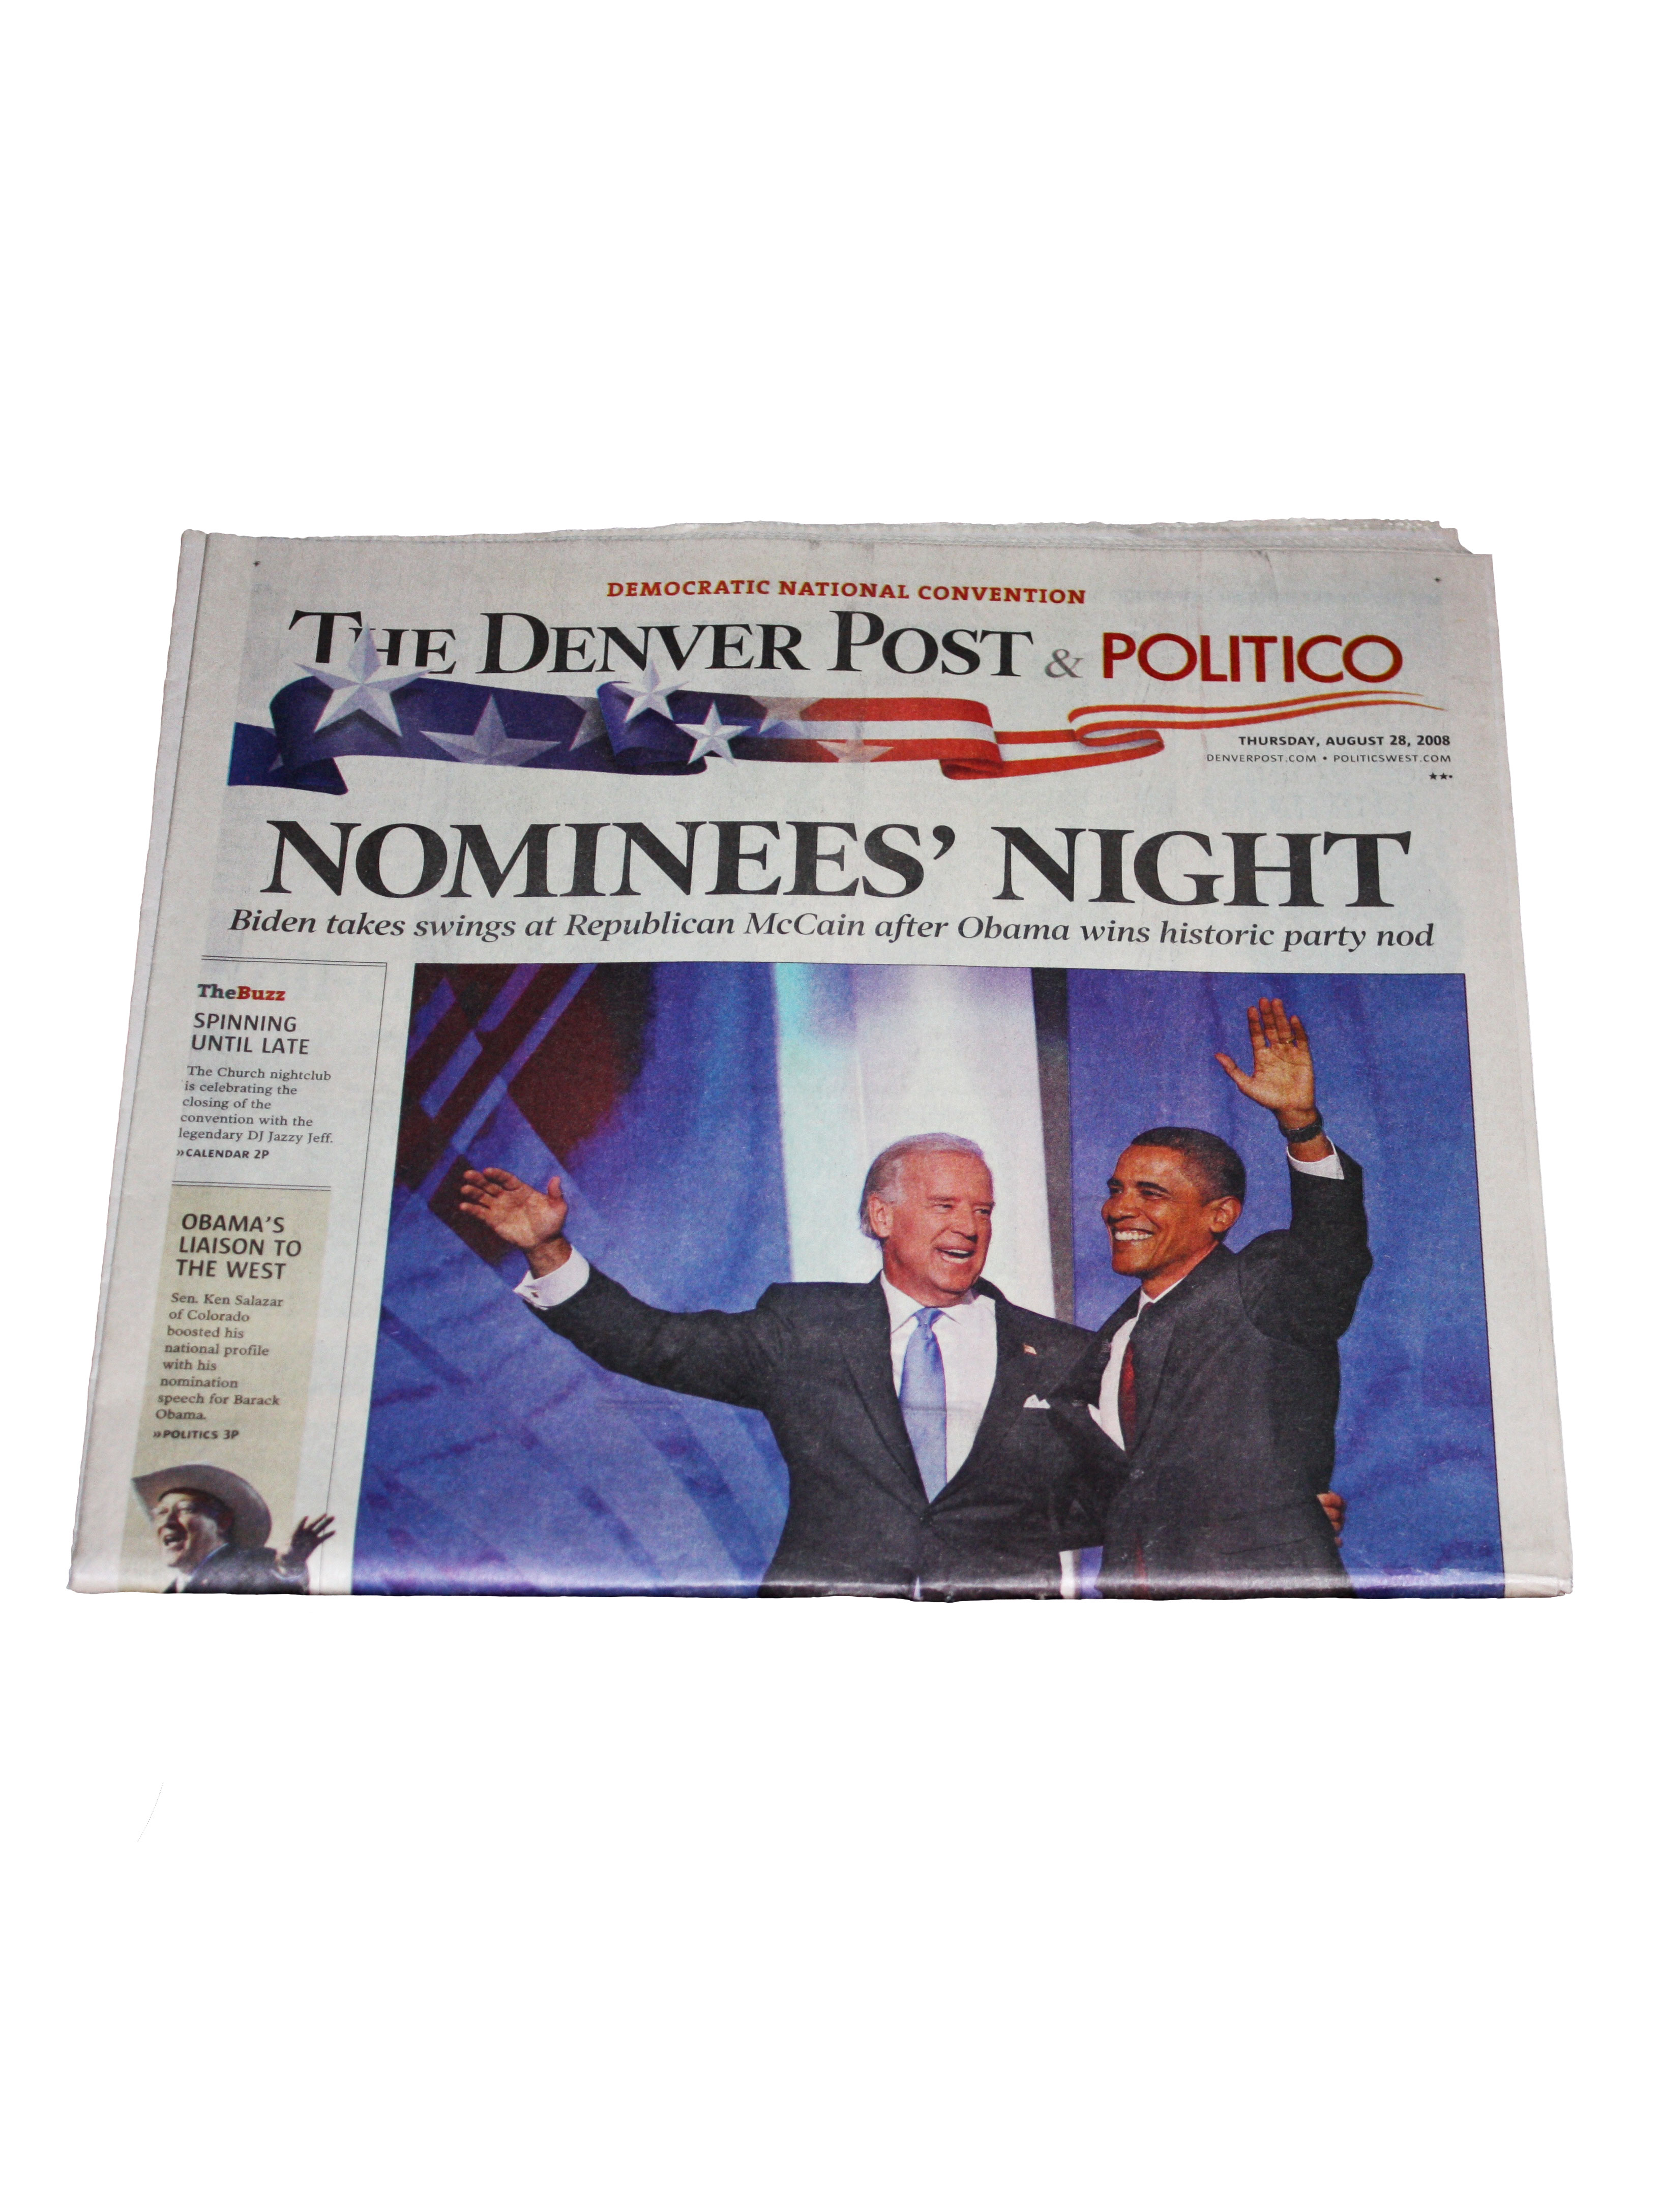 DEMOCRATIC NATIONAL CONVENTION
THE DENVER POST & POLITICO
THURSDAY, AUGUST 28, 2008
DENVERPOST.COM • POLITICSWEST.COM
★★•
NOMINEES’ NIGHT
Biden takes swings at Republican McCain after Obama wins historic party nod
TheBuzz
SPINNING
UNTIL LATE
The Church nightclub
is celebrating the
closing of the
convention with the
legendary DJ Jazzy Jeff.
»CALENDAR 2P
OBAMA’S
LIAISON TO
THE WEST
Sen. Ken Salazar
of Colorado
boosted his
national profile
with his
nomination
speech for Barack
Obama.
»POLITICS 3P